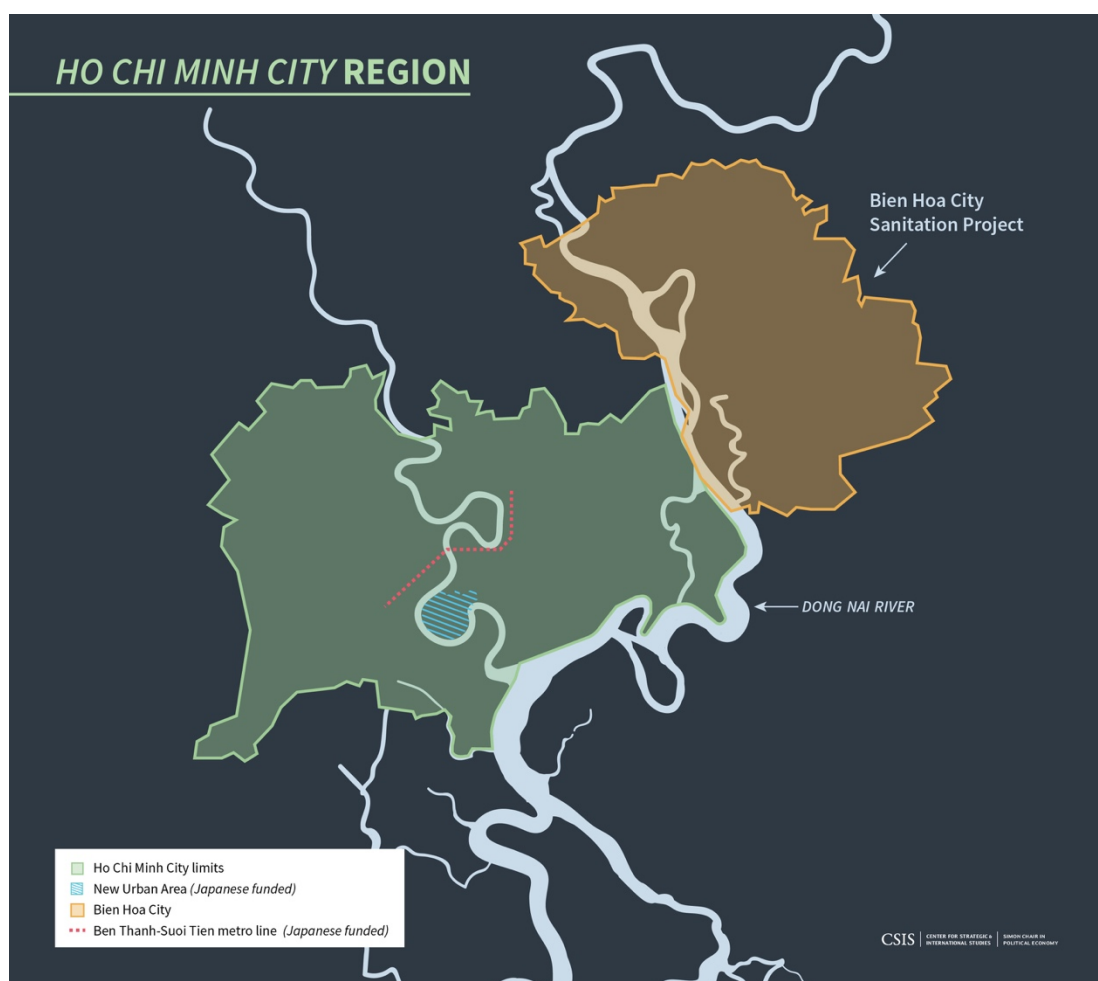 HO CHI MINH CITY REGION
Bien Hoa City
Sanitation Project
DONG NAI RIVER
Ho Chi Minh City limits
New Urban Area (Japanese funded)
Bien Hoa City
Ben Thanh-Suoi Tien metro line (Japanese funded)
CSIS | CENTER FOR STRATEGIC & INTERNATIONAL STUDIES | SIMON CHAIR IN POLITICAL ECONOMY